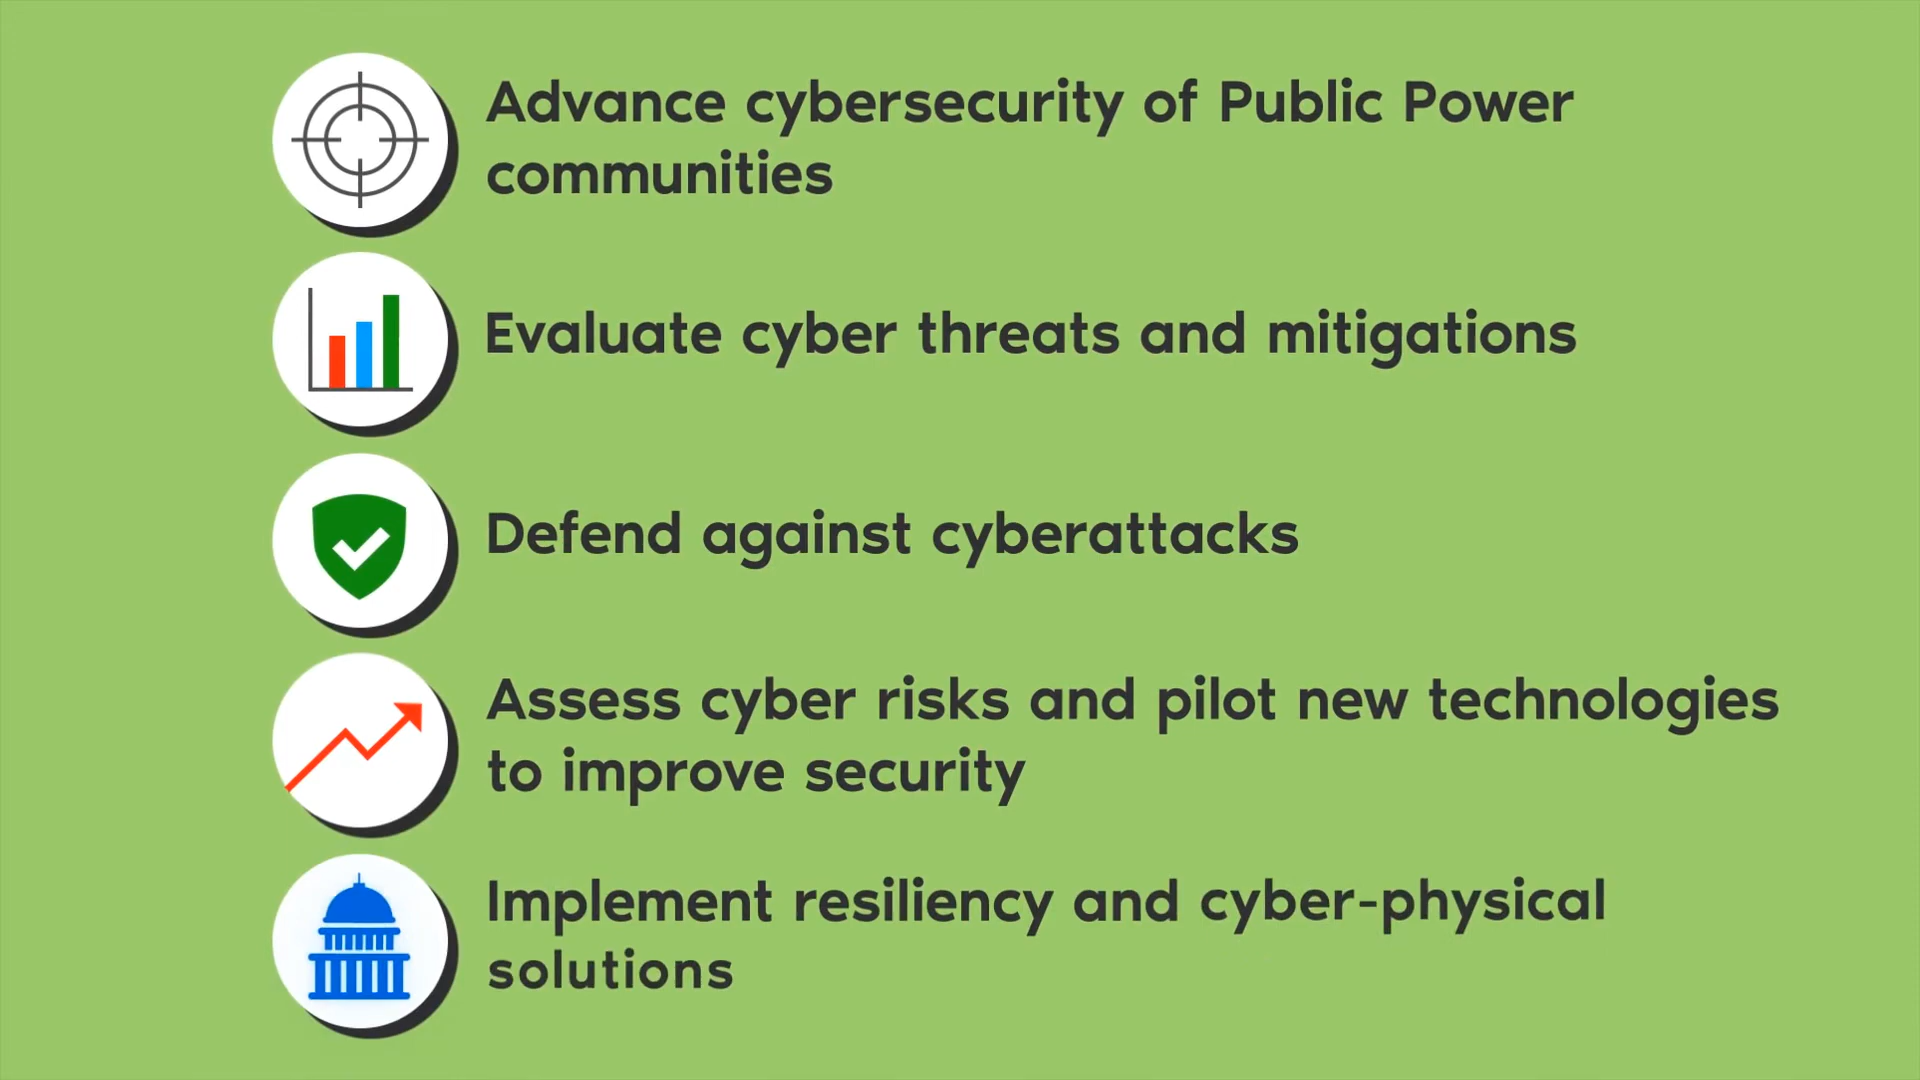 Advance cybersecurity of Public Power
communities
Evaluate cyber threats and mitigations
Defend against cyberattacks
Assess cyber risks and pilot new technologies
to improve security
Implement resiliency and cyber-physical
solutions